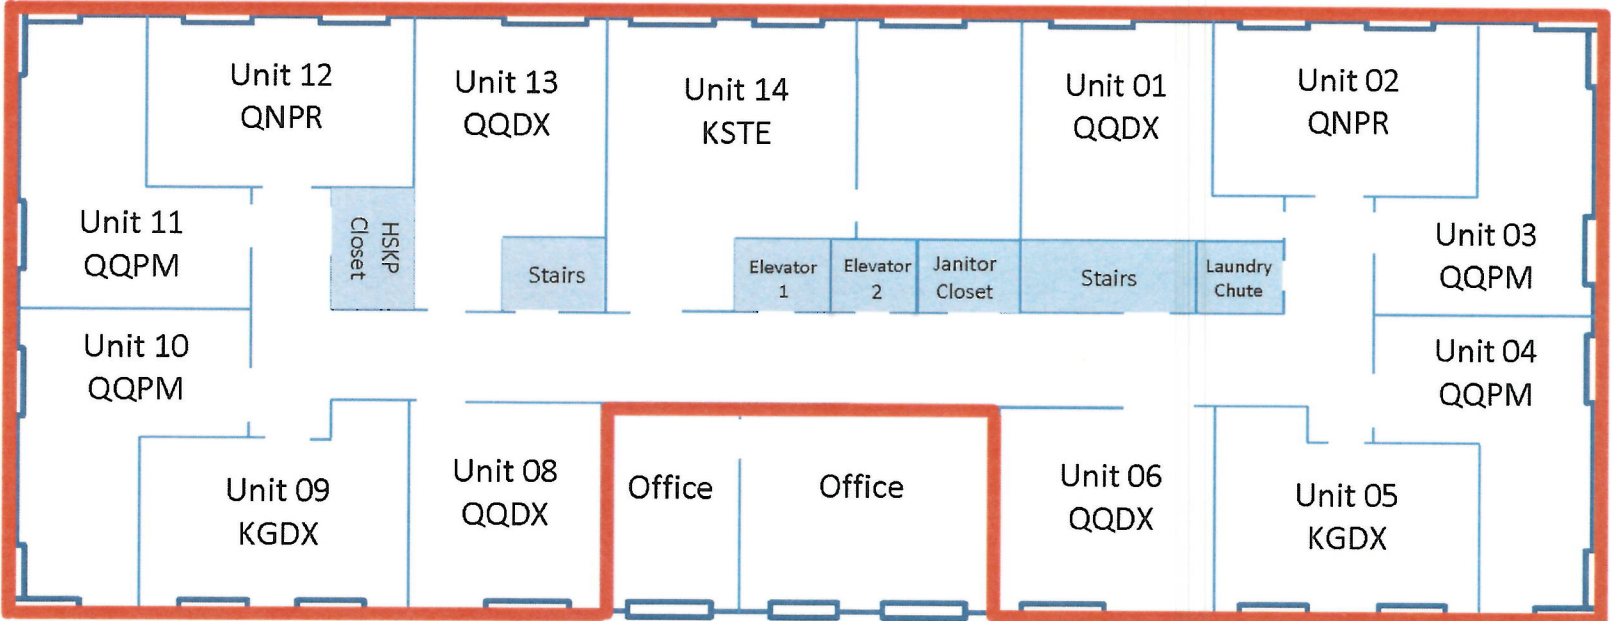 Unit 12
QNPR
Unit 13
QQDX
Unit 14
KSTE
Unit 01
QQDX
Unit 02
QNPR
Unit 11
QQPM
HSKP
Closet
Stairs
Elevator
1
Elevator
2
Janitor
Closet
Stairs
Laundry
Chute
Unit 03
QQPM
Unit 10
QQPM
Unit 04
QQPM
Unit 09
KGDX
Unit 08
QQDX
Office
Office
Unit 06
QQDX
Unit 05
KGDX